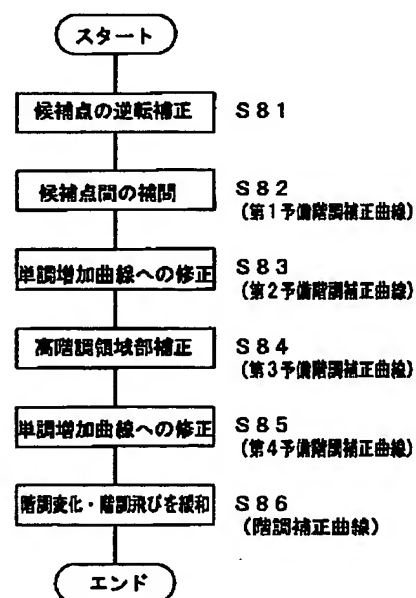 スタート
候補点の逆転補正 S81
候補点間の補間 S82
(第1予備階調補正曲線)
単調増加曲線への修正 S83
(第2予備階調補正曲線)
高階調領域部補正 S84
(第3予備階調補正曲線)
単調増加曲線への修正 S85
(第4予備階調補正曲線)
階調変化・階調飛びを緩和 S86
(階調補正曲線)
エンド